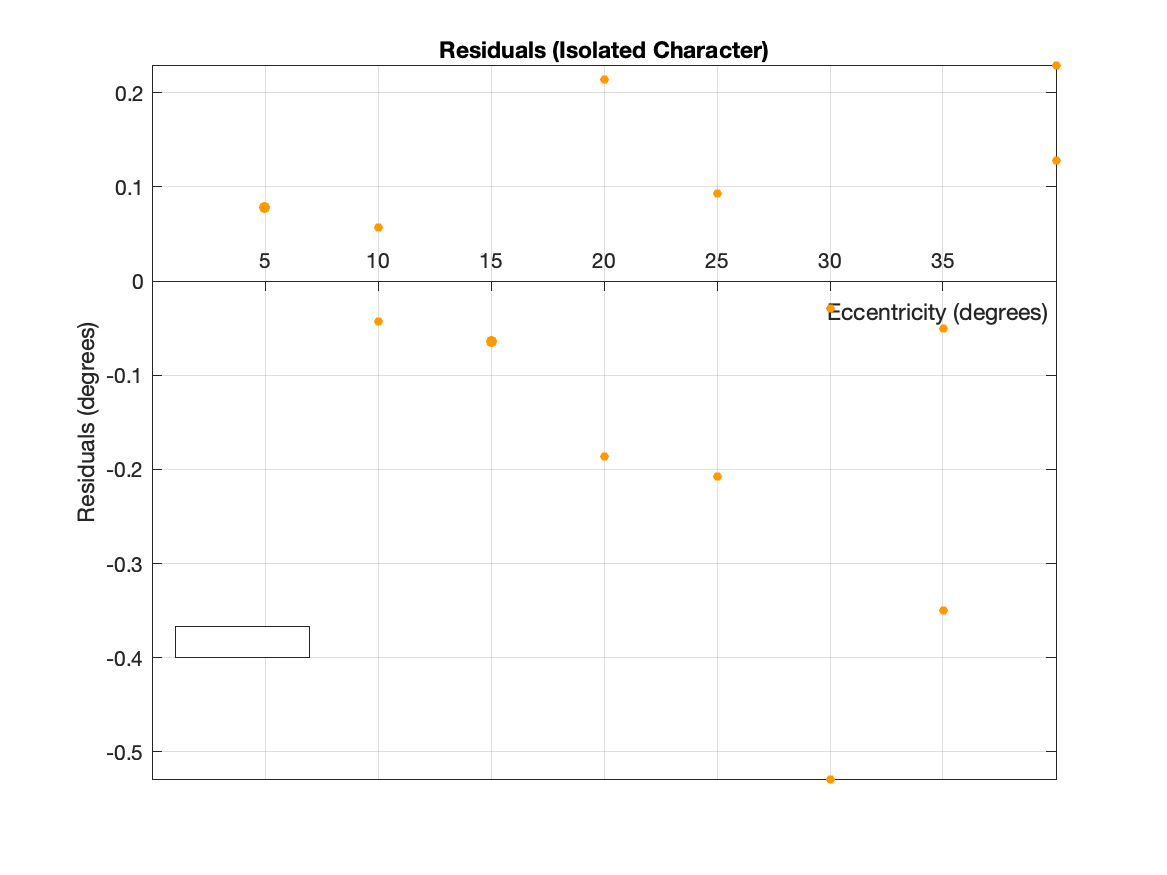 Residuals (Isolated Character)
0.2
0.1
5 10 15 20 25 30 35
0
Eccentricity (degrees)
Residuals (degrees)
-0.1
-0.2
-0.3
-0.4
-0.5